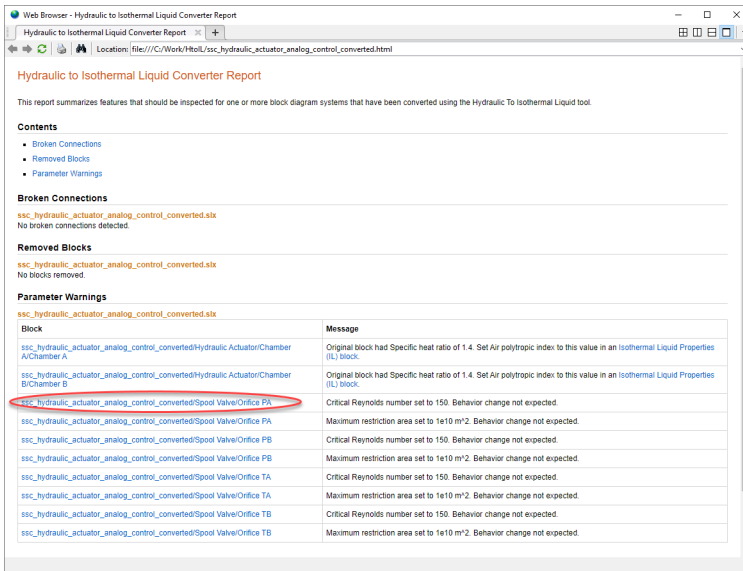 Web Browser - Hydraulic to Isothermal Liquid Converter Report
Hydraulic to Isothermal Liquid Converter Report
Location: file:///C:/Work/HtoIL/ssc_hydraulic_actuator_analog_control_converted.html
Hydraulic to Isothermal Liquid Converter Report
This report summarizes features that should be inspected for one or more block diagram systems that have been converted using the Hydraulic To Isothermal Liquid tool.
Contents
Broken Connections
Removed Blocks
Parameter Warnings
Broken Connections
ssc_hydraulic_actuator_analog_control_converted.slx
No broken connections detected.
Removed Blocks
ssc_hydraulic_actuator_analog_control_converted.slx
No blocks removed.
Parameter Warnings
ssc_hydraulic_actuator_analog_control_converted.slx
Block Message
ssc_hydraulic_actuator_analog_control_converted/Hydraulic Actuator/Chamber Original block had Specific heat ratio of 1.4. Set Air polytropic index to this value in an Isothermal Liquid Properties
A/Chamber A (IL) block.
ssc_hydraulic_actuator_analog_control_converted/Hydraulic Actuator/Chamber Original block had Specific heat ratio of 1.4. Set Air polytropic index to this value in an Isothermal Liquid Properties
B/Chamber B (IL) block.
ssc_hydraulic_actuator_analog_control_converted/Spool Valve/Orifice PA Critical Reynolds number set to 150. Behavior change not expected.
ssc_hydraulic_actuator_analog_control_converted/Spool Valve/Orifice PA Maximum restriction area set to 1e10 m^2. Behavior change not expected.
ssc_hydraulic_actuator_analog_control_converted/Spool Valve/Orifice PB Critical Reynolds number set to 150. Behavior change not expected.
ssc_hydraulic_actuator_analog_control_converted/Spool Valve/Orifice PB Maximum restriction area set to 1e10 m^2. Behavior change not expected.
ssc_hydraulic_actuator_analog_control_converted/Spool Valve/Orifice TA Critical Reynolds number set to 150. Behavior change not expected.
ssc_hydraulic_actuator_analog_control_converted/Spool Valve/Orifice TA Maximum restriction area set to 1e10 m^2. Behavior change not expected.
ssc_hydraulic_actuator_analog_control_converted/Spool Valve/Orifice TB Critical Reynolds number set to 150. Behavior change not expected.
ssc_hydraulic_actuator_analog_control_converted/Spool Valve/Orifice TB Maximum restriction area set to 1e10 m^2. Behavior change not expected.